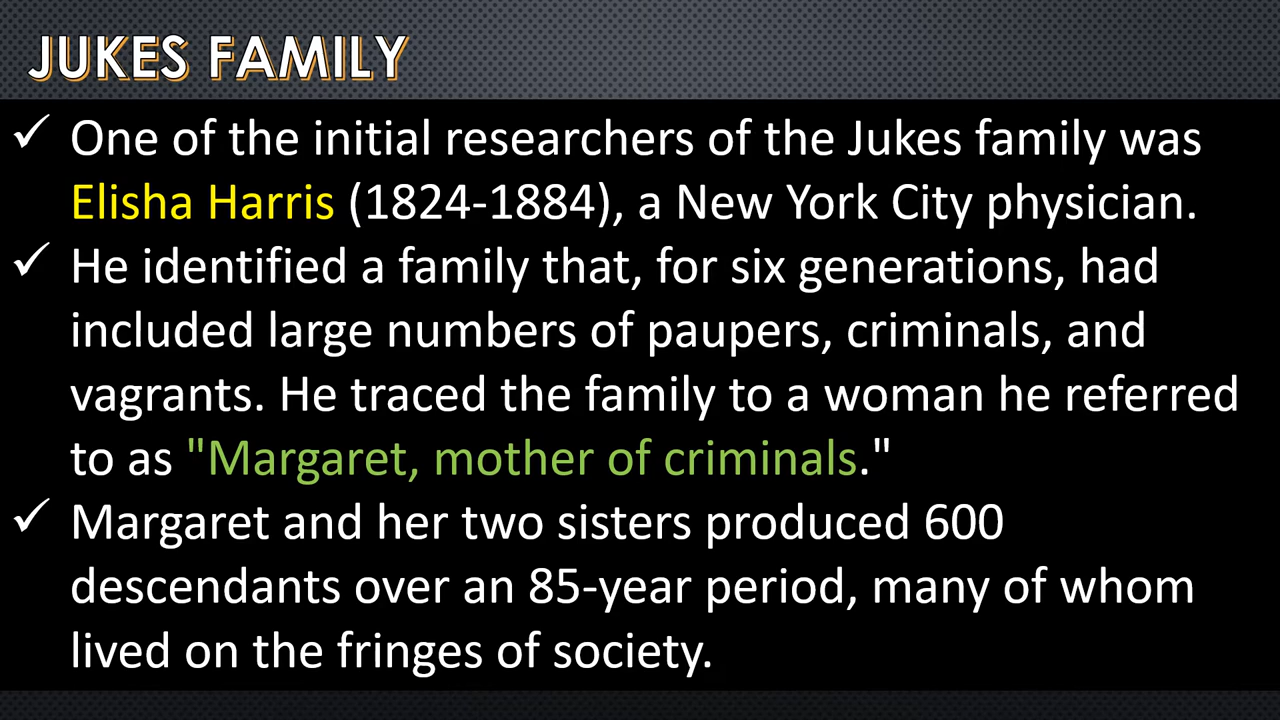 JUKES FAMILY
✓ One of the initial researchers of the Jukes family was
Elisha Harris (1824-1884), a New York City physician.
✓ He identified a family that, for six generations, had
included large numbers of paupers, criminals, and
vagrants. He traced the family to a woman he referred
to as "Margaret, mother of criminals."
✓ Margaret and her two sisters produced 600
descendants over an 85-year period, many of whom
lived on the fringes of society.